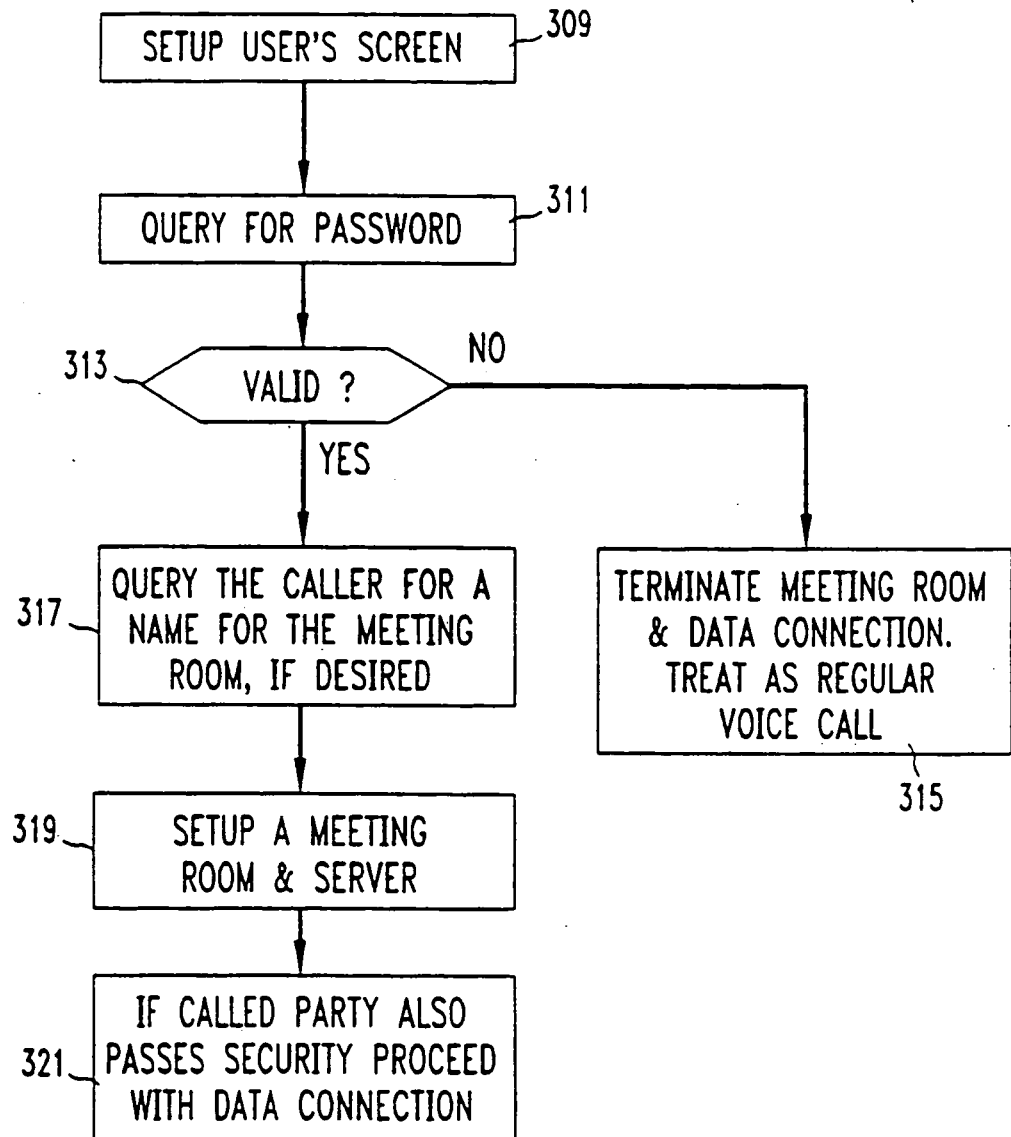 SETUP USER'S SCREEN
309
QUERY FOR PASSWORD
311
313
VALID ?
NO
YES
317
QUERY THE CALLER FOR A
NAME FOR THE MEETING
ROOM, IF DESIRED
TERMINATE MEETING ROOM
& DATA CONNECTION.
TREAT AS REGULAR
VOICE CALL
315
319
SETUP A MEETING
ROOM & SERVER
321
IF CALLED PARTY ALSO
PASSES SECURITY PROCEED
WITH DATA CONNECTION